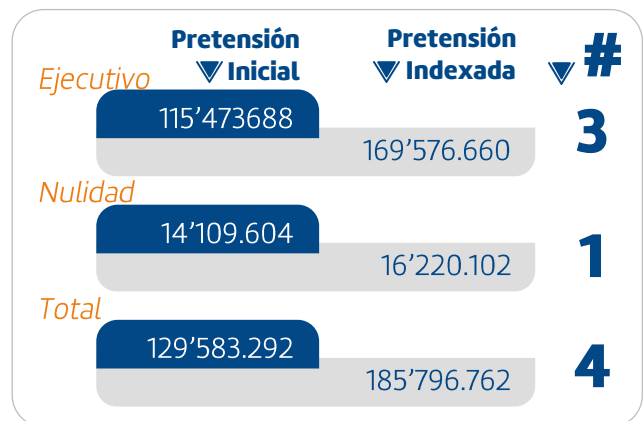 Pretensión Inicial
Pretensión Indexada
#
Ejecutivo
115’473688
169’576.660
3
Nulidad
14’109.604
16’220.102
1
Total
129’583.292
185’796.762
4